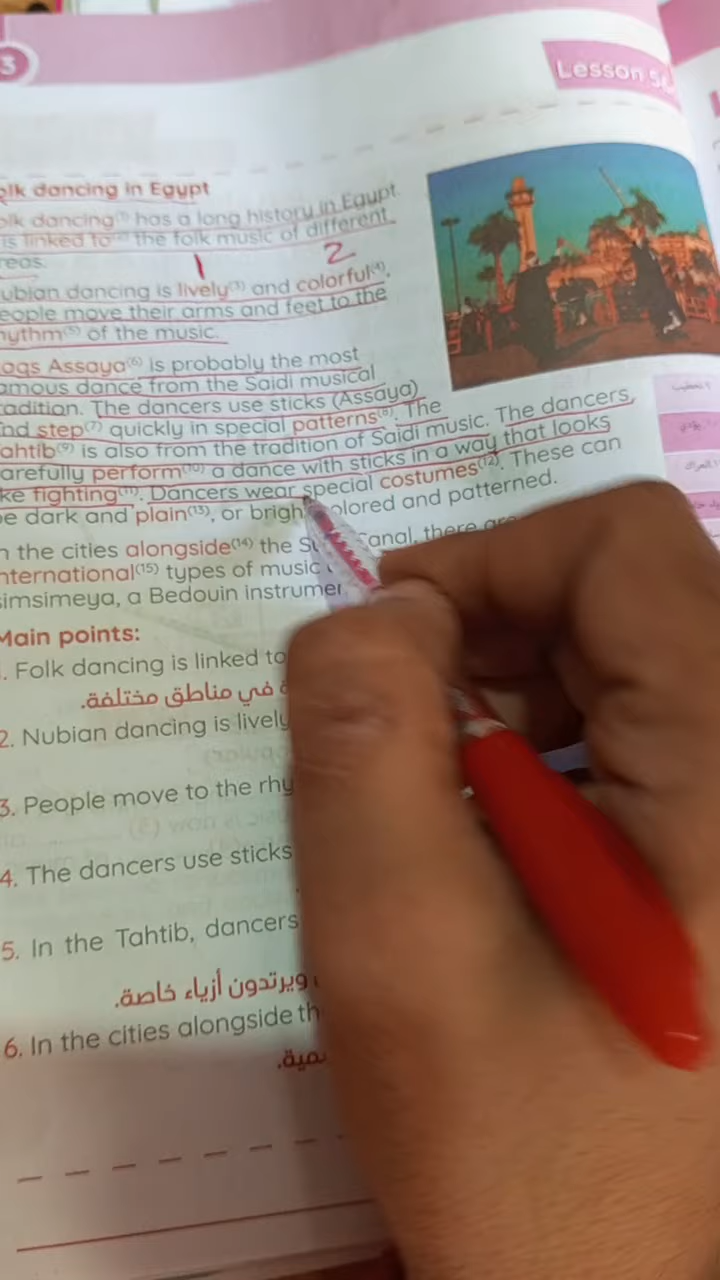 3
Lesson
olk dancing in Egypt
olk dancing has a long history in Egypt
is linked to the folk music of different
reas.
1 2
ubian dancing is lively(3) and colorful(4).
eople move their arms and feet to the
hythm(5) of the music.
aqs Assaya(6) is probably the most
amous dance from the Saidi musical
adition. The dancers use sticks (Assaya)
nd step(7) quickly in special patterns(8). The
ahtib(9) is also from the tradition of Saidi music. The dancers,
arefully perform(10) a dance with sticks in a way that looks
ke fighting(11). Dancers wear special costumes(12). These can
e dark and plain(13), or brigh olored and patterned.
n the cities alongside(14) the Su anal, there are
nternational(15) types of music
simsimeya, a Bedouin instrumen
Main points:
. Folk dancing is linked to
في مناطق مختلفة.
2. Nubian dancing is lively
3. People move to the rhy
4. The dancers use sticks
5. In the Tahtib, dancers
ويرتدون أزياء خاصة.
6. In the cities alongside th